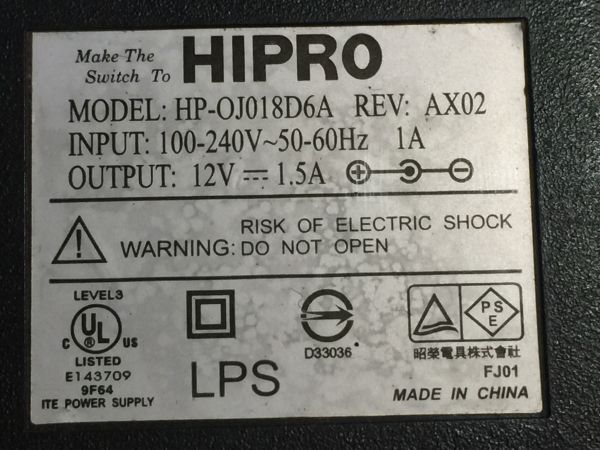 Make The
Switch To HIPRO
MODEL: HP-OJ018D6A REV: AX02
INPUT: 100-240V~50-60Hz 1A
OUTPUT: 12V ⎓ 1.5A
RISK OF ELECTRIC SHOCK
WARNING: DO NOT OPEN
LEVEL3
C UL US
LISTED
E143709
9F64
ITE POWER SUPPLY
LPS
D33036
PS
E
昭榮電具株式會社
FJ01
MADE IN CHINA